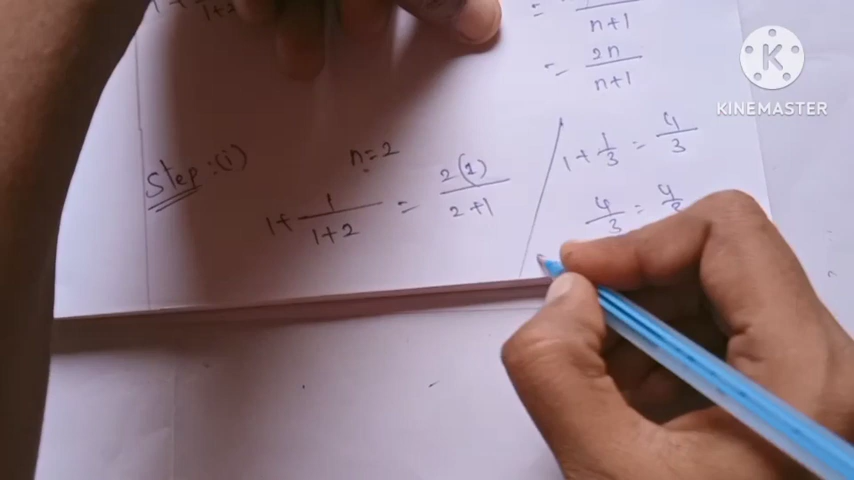 = n+1
= 2n/n+1
Step:(i)
n=2
1+ 1/1+2 = 2(2)/2+1
1+ 1/3 = 4/3
4/3 = 4/3
KINEMASTER